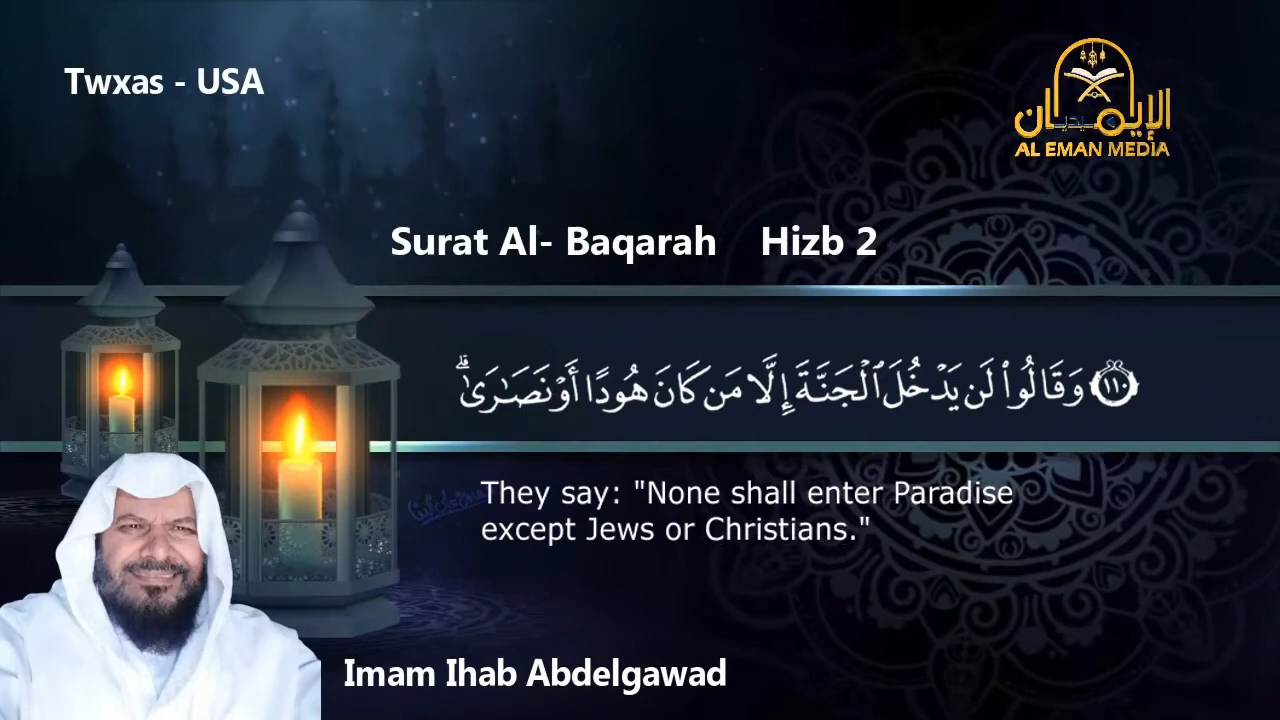 Twxas - USA
الإيمان
AL EMAN MEDIA
Surat Al- Baqarah Hizb 2
۝١١٠ وَقَالُوا۟ لَن يَدْخُلَ ٱلْجَنَّةَ إِلَّا مَن كَانَ هُودًا أَوْ نَصَـٰرَىٰ ۗ
They say: "None shall enter Paradise
except Jews or Christians."
Imam Ihab Abdelgawad